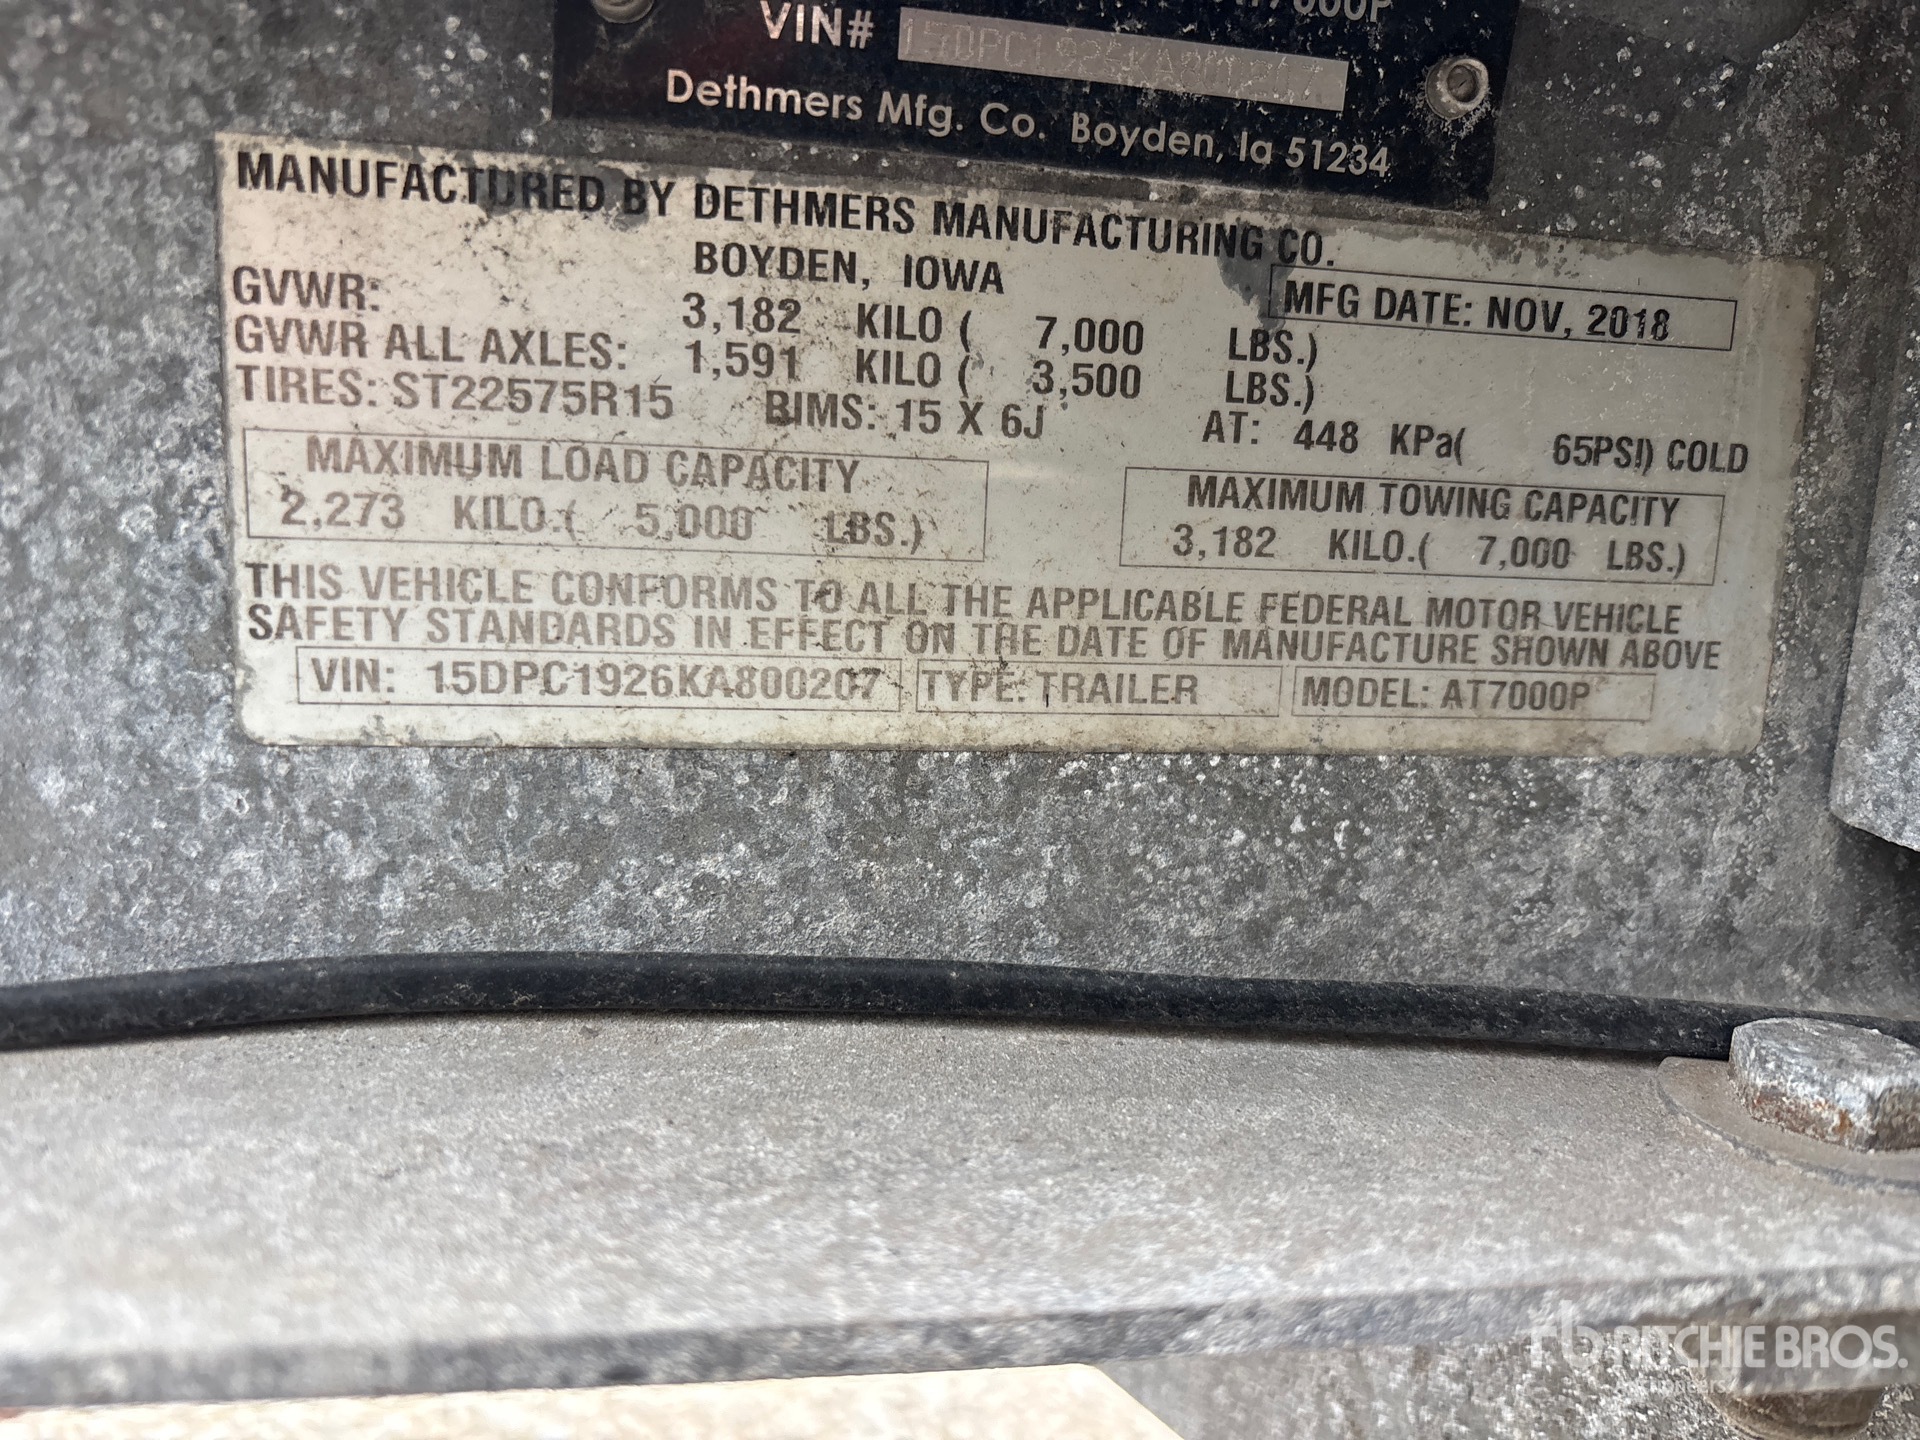 VIN# 15DPC1926KA800207
Dethmers Mfg. Co. Boyden, Ia 51234
MANUFACTURED BY DETHMERS MANUFACTURING CO.
BOYDEN, IOWA
MFG DATE: NOV, 2018
GVWR: 3,182 KILO ( 7,000 LBS.)
GVWR ALL AXLES: 1,591 KILO ( 3,500 LBS.)
TIRES: ST22575R15 BIMS: 15 X 6J AT: 448 KPa( 65PSI) COLD
MAXIMUM LOAD CAPACITY
2,273 KILO.( 5,000 LBS.)
MAXIMUM TOWING CAPACITY
3,182 KILO.( 7,000 LBS.)
THIS VEHICLE CONFORMS TO ALL THE APPLICABLE FEDERAL MOTOR VEHICLE
SAFETY STANDARDS IN EFFECT ON THE DATE OF MANUFACTURE SHOWN ABOVE
VIN: 15DPC1926KA800207 TYPE: TRAILER MODEL: AT7000P
rb RITCHIE BROS.
Auctioneers